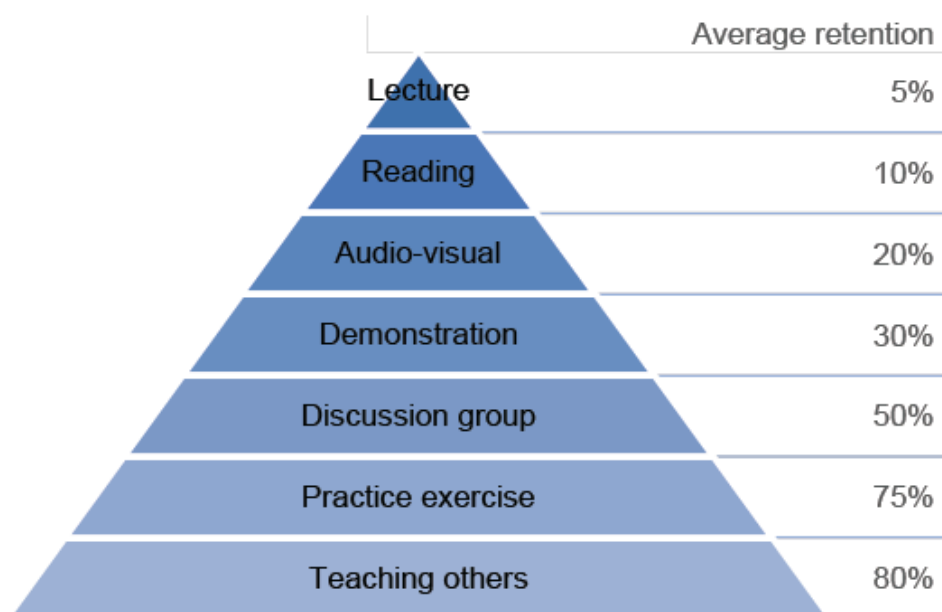 Average retention
Lecture 5%
Reading 10%
Audio-visual 20%
Demonstration 30%
Discussion group 50%
Practice exercise 75%
Teaching others 80%